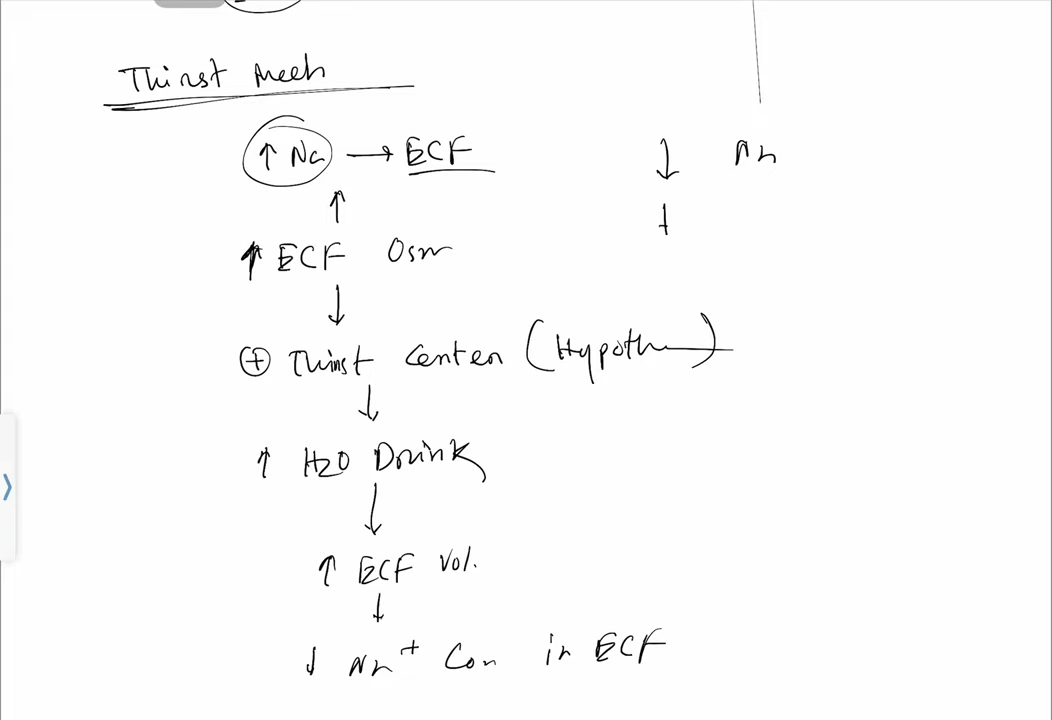 Thirst Mech
↑ Na → ECF
↓ Na
↑
↑ ECF Osm
↓
⊕ Thirst Center (Hypoth)
↓
↑ H2O Drink
↓
↑ ECF Vol.
↓
↓ Na+ Con in ECF